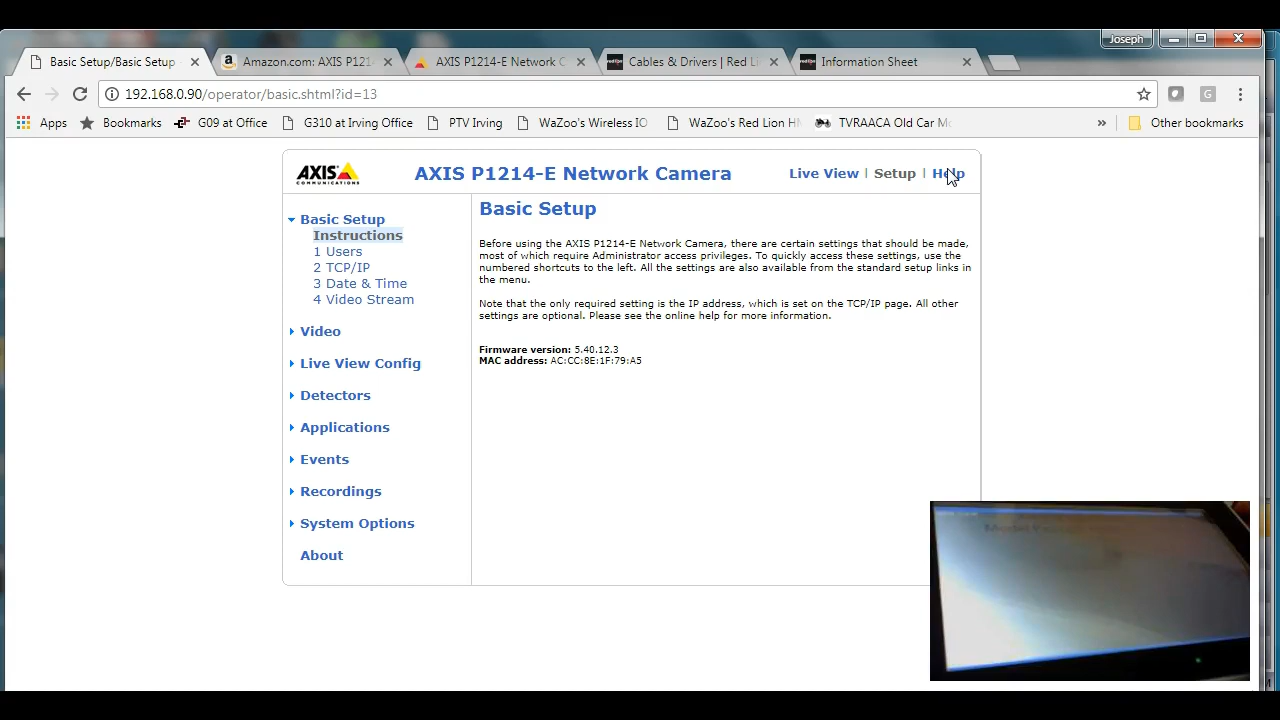 Joseph
Basic Setup/Basic Setup
Amazon.com: AXIS P121
AXIS P1214-E Network C
Cables & Drivers | Red L
Information Sheet
192.168.0.90/operator/basic.shtml?id=13
Apps
Bookmarks
G09 at Office
G310 at Irving Office
PTV Irving
WaZoo's Wireless IO
WaZoo's Red Lion H
TVRAACA Old Car M
»
Other bookmarks
AXIS
COMMUNICATIONS
AXIS P1214-E Network Camera
Live View | Setup | Help
Basic Setup
Instructions
1 Users
2 TCP/IP
3 Date & Time
4 Video Stream
Video
Live View Config
Detectors
Applications
Events
Recordings
System Options
About
Basic Setup
Before using the AXIS P1214-E Network Camera, there are certain settings that should be made,
most of which require Administrator access privileges. To quickly access these settings, use the
numbered shortcuts to the left. All the settings are also available from the standard setup links in
the menu.
Note that the only required setting is the IP address, which is set on the TCP/IP page. All other
settings are optional. Please see the online help for more information.
Firmware version: 5.40.12.3
MAC address: AC:CC:8E:1F:79:A5